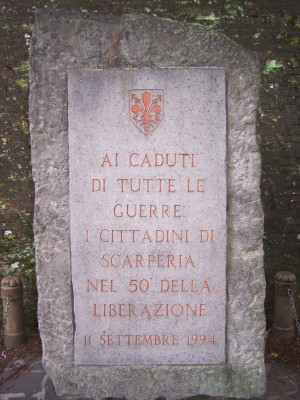 AI CADUTI
DI TUTTE LE
GUERRE
I CITTADINI DI
SCARPERIA
NEL 50° DELLA
LIBERAZIONE
11 SETTEMBRE 1994